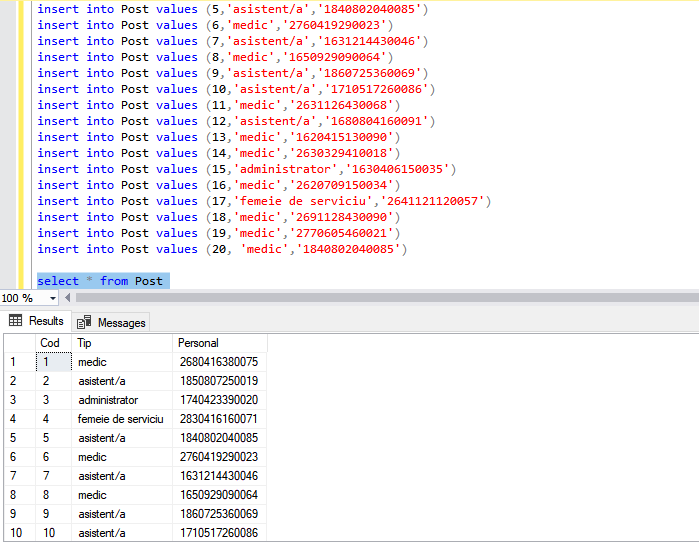 insert into Post values (5,'asistent/a','1840802040085')
insert into Post values (6,'medic','2760419290023')
insert into Post values (7,'asistent/a','1631214430046')
insert into Post values (8,'medic','1650929090064')
insert into Post values (9,'asistent/a','1860725360069')
insert into Post values (10,'asistent/a','1710517260086')
insert into Post values (11,'medic','2631126430068')
insert into Post values (12,'asistent/a','1680804160091')
insert into Post values (13,'medic','1620415130090')
insert into Post values (14,'medic','2630329410018')
insert into Post values (15,'administrator','1630406150035')
insert into Post values (16,'medic','2620709150034')
insert into Post values (17,'femeie de serviciu','2641121120057')
insert into Post values (18,'medic','2691128430090')
insert into Post values (19,'medic','2770605460021')
insert into Post values (20, 'medic','1840802040085')
select * from Post
100 %
Results Messages
Cod Tip Personal
1 1 medic 2680416380075
2 2 asistent/a 1850807250019
3 3 administrator 1740423390020
4 4 femeie de serviciu 2830416160071
5 5 asistent/a 1840802040085
6 6 medic 2760419290023
7 7 asistent/a 1631214430046
8 8 medic 1650929090064
9 9 asistent/a 1860725360069
10 10 asistent/a 1710517260086